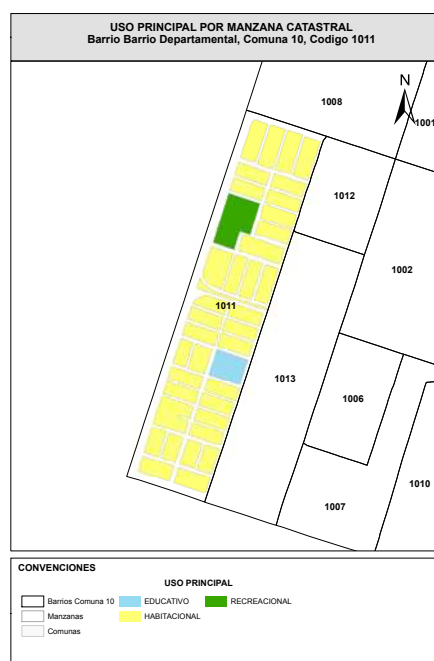 USO PRINCIPAL POR MANZANA CATASTRAL
Barrio Barrio Departamental, Comuna 10, Codigo 1011
N
1008
1001
1012
1002
1011
1013
1006
1010
1007
CONVENCIONES
USO PRINCIPAL
Barrios Comuna 10 EDUCATIVO RECREACIONAL
Manzanas HABITACIONAL
Comunas